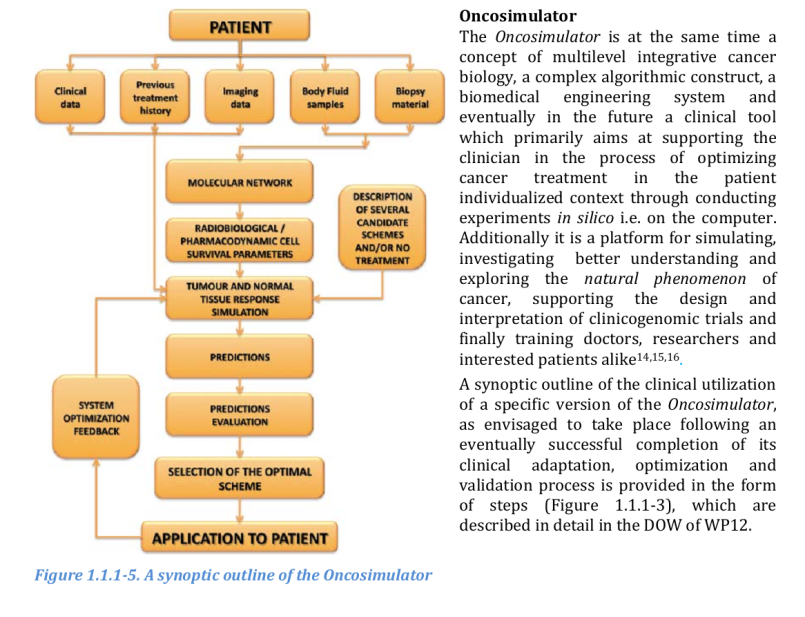 PATIENT
Clinical
data
Previous
treatment
history
Imaging
data
Body Fluid
samples
Biopsy
material
MOLECULAR NETWORK
DESCRIPTION
OF SEVERAL
CANDIDATE
SCHEMES
AND/OR NO
TREATMENT
RADIOBIOLOGICAL /
PHARMACODYNAMIC CELL
SURVIVAL PARAMETERS
TUMOUR AND NORMAL
TISSUE RESPONSE
SIMULATION
PREDICTIONS
SYSTEM
OPTIMIZATION
FEEDBACK
PREDICTIONS
EVALUATION
SELECTION OF THE OPTIMAL
SCHEME
APPLICATION TO PATIENT
Figure 1.1.1-5. A synoptic outline of the Oncosimulator
Oncosimulator
The Oncosimulator is at the same time a
concept of multilevel integrative cancer
biology, a complex algorithmic construct, a
biomedical engineering system and
eventually in the future a clinical tool
which primarily aims at supporting the
clinician in the process of optimizing
cancer treatment in the patient
individualized context through conducting
experiments in silico i.e. on the computer.
Additionally it is a platform for simulating,
investigating better understanding and
exploring the natural phenomenon of
cancer, supporting the design and
interpretation of clinicogenomic trials and
finally training doctors, researchers and
interested patients alike14,15,16.
A synoptic outline of the clinical utilization
of a specific version of the Oncosimulator,
as envisaged to take place following an
eventually successful completion of its
clinical adaptation, optimization and
validation process is provided in the form
of steps (Figure 1.1.1-3), which are
described in detail in the DOW of WP12.